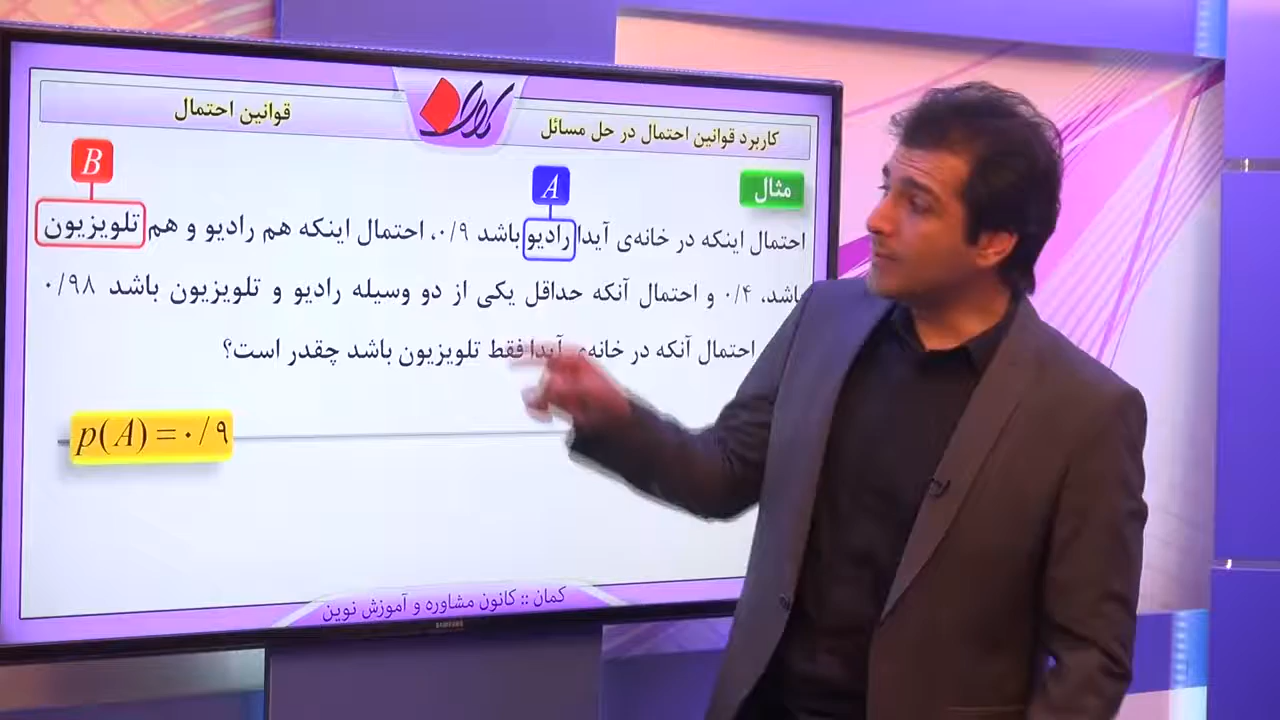 کاربرد قوانین احتمال در حل مسائل
کمان
قوانین احتمال
مثال
A
B
احتمال اینکه در خانه‌ی آیدا رادیو باشد ۰/۹، احتمال اینکه هم رادیو و هم تلویزیون
باشد، ۰/۴ و احتمال آنکه حداقل یکی از دو وسیله رادیو و تلویزیون باشد ۰/۹۸
احتمال آنکه در خانه‌ی آیدا فقط تلویزیون باشد چقدر است؟
p(A)=۰/۹
کمان :: کانون مشاوره و آموزش نوین
SAMSUNG